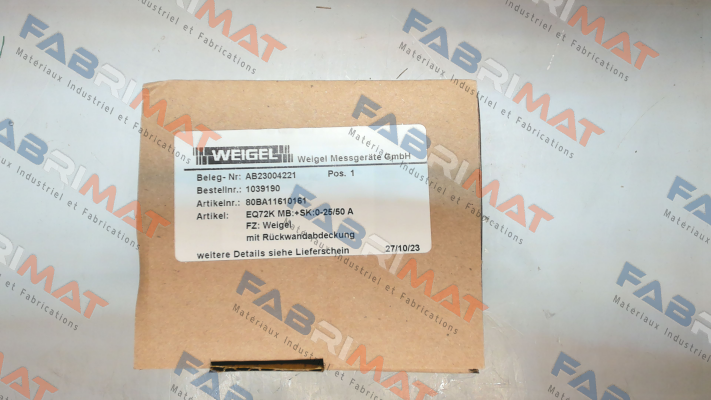 WEIGEL Weigel Messgeräte GmbH
Beleg- Nr: AB23004221 Pos. 1
Bestellnr.: 1039190
Artikelnr.: 80BA11610161
Artikel: EQ72K MB:+SK:0-25/50 A
FZ: Weigel
mit Rückwandabdeckung
weitere Details siehe Lieferschein 27/10/23
FABRIMAT
Matériaux Industriel et Fabrications